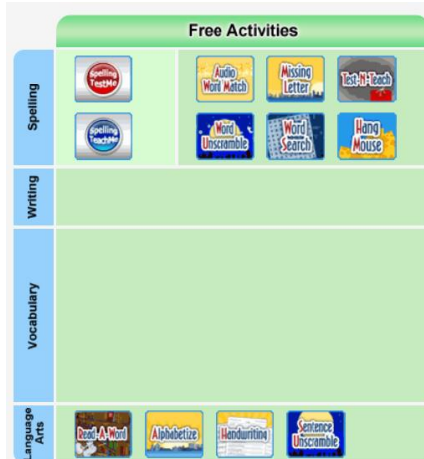 Free Activities
Spelling
Spelling
TestMe
Audio
Word Match
Missing
Letter
Test-N-Teach
Spelling
TeachMe
Word
Unscramble
Word
Search
Hang
Mouse
Writing
Vocabulary
Language
Arts
Read-A-Word
Alphabetize
Handwriting
Sentence
Unscramble